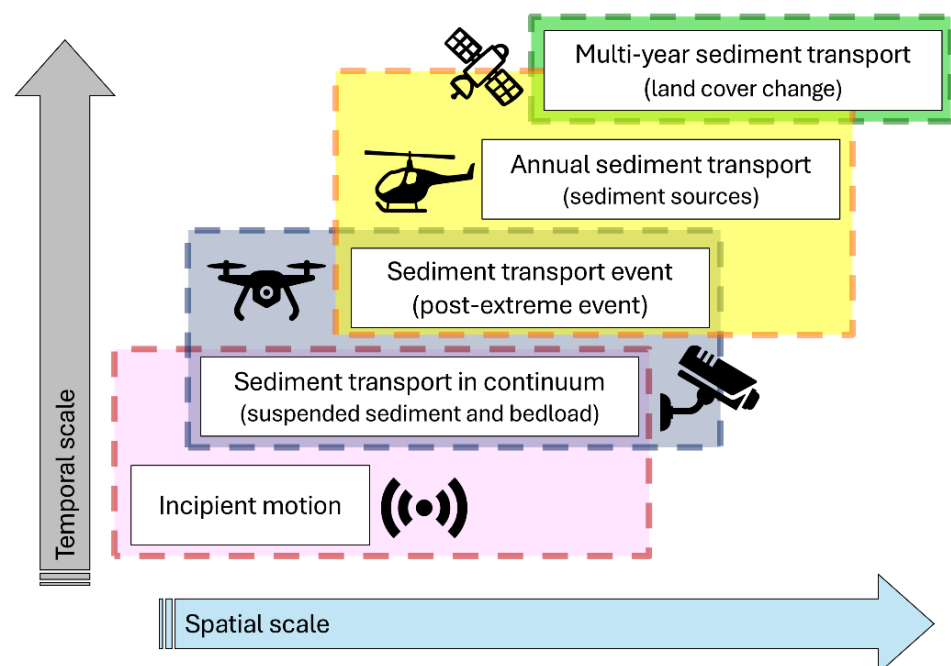 Multi-year sediment transport
(land cover change)
Annual sediment transport
(sediment sources)
Sediment transport event
(post-extreme event)
Sediment transport in continuum
(suspended sediment and bedload)
Incipient motion
Temporal scale
Spatial scale